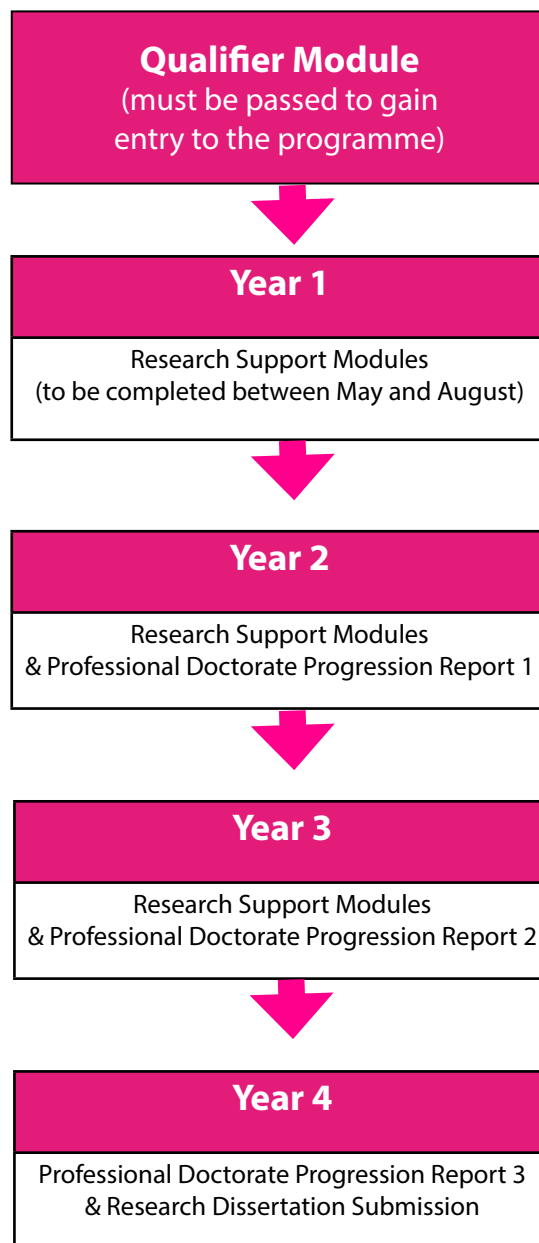 Qualifier Module
(must be passed to gain
entry to the programme)
Year 1
Research Support Modules
(to be completed between May and August)
Year 2
Research Support Modules
& Professional Doctorate Progression Report 1
Year 3
Research Support Modules
& Professional Doctorate Progression Report 2
Year 4
Professional Doctorate Progression Report 3
& Research Dissertation Submission